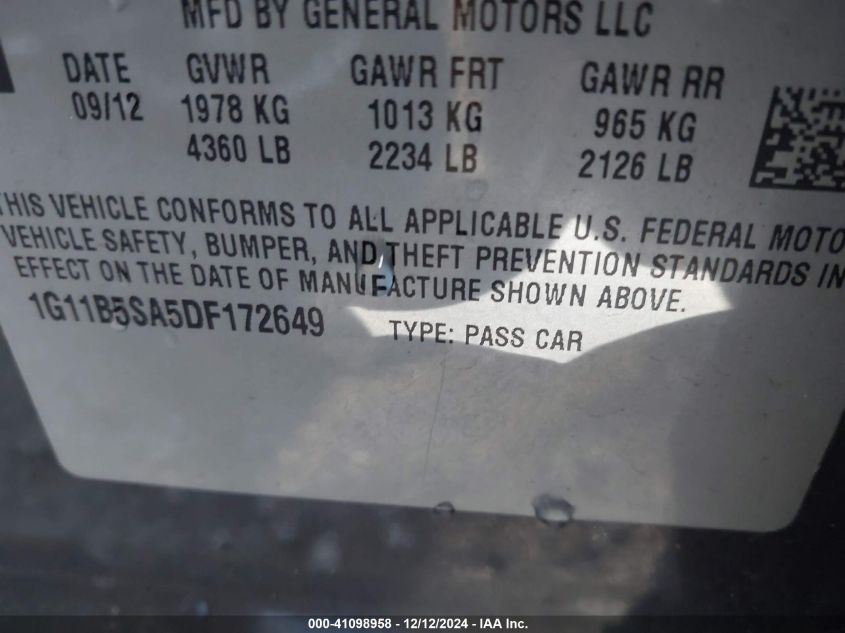 MFD BY GENERAL MOTORS LLC
DATE GVWR GAWR FRT GAWR RR
09/12 1978 KG 1013 KG 965 KG
4360 LB 2234 LB 2126 LB
THIS VEHICLE CONFORMS TO ALL APPLICABLE U.S. FEDERAL MOTO
VEHICLE SAFETY, BUMPER, AND THEFT PREVENTION STANDARDS IN
EFFECT ON THE DATE OF MANUFACTURE SHOWN ABOVE.
1G11B5SA5DF172649 TYPE: PASS CAR
000-41098958 - 12/12/2024 - IAA Inc.